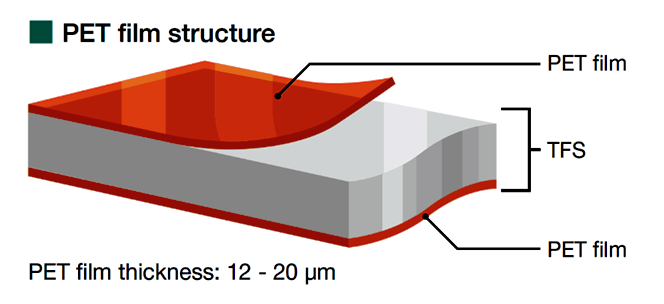 PET film structure
PET film
TFS
PET film
PET film thickness: 12 - 20 μm